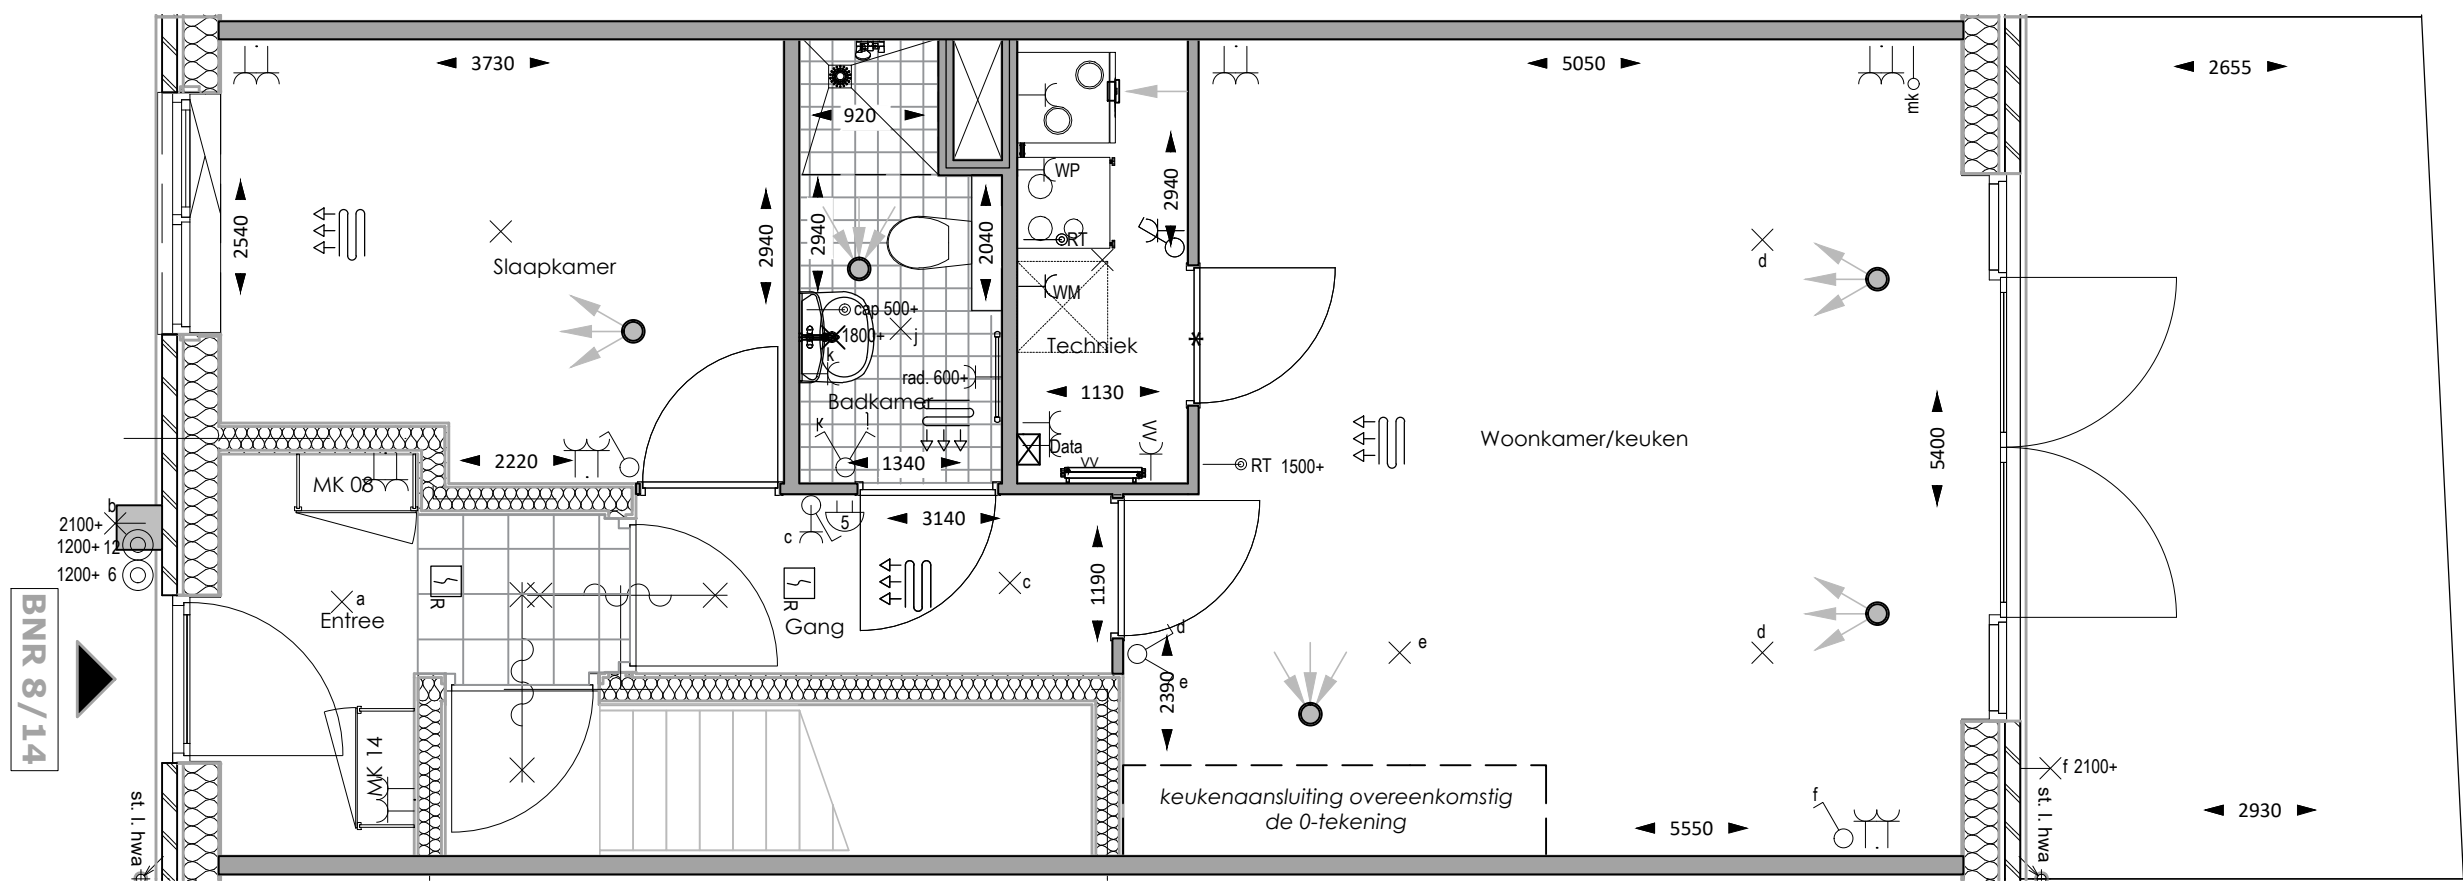 3730
5050
2655
920
mk
WP
2540
2940
2940
2040
2940
RT
Slaapkamer
d
cap 500+
WM
1800+
j
k
Techniek
rad. 600+
1130
Badkamer
5400
K
j
Data
VV
VV
Woonkamer/keuken
2220
1340
RT 1500+
MK 08
b
2100+
1200+ 12
1200+ 6
c
5
3140
1190
c
a
Entree
R
R
Gang
d
e
d
2390
e
BNR 8/14
MK 14
st. l. hwa
keukenaansluiting overeenkomstig
de 0-tekening
f
5550
f 2100+
st. l. hwa
2930